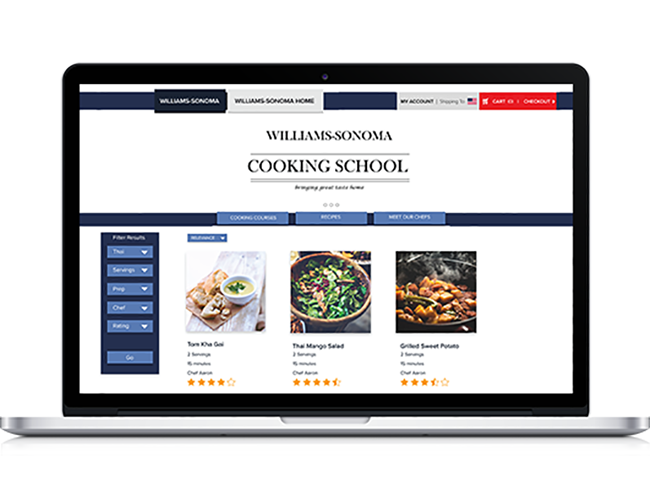 WILLIAMS-SONOMA WILLIAMS-SONOMA HOME MY ACCOUNT | Shipping To CART (0) | CHECKOUT
WILLIAMS-SONOMA
COOKING SCHOOL
bringing great taste home
COOKING COURSES RECIPES MEET OUR CHEFS
Filter Results
Thai
Servings
Prep
Chef
Rating
Go
RELEVANCE
Tom Kha Gai
2 Servings
15 minutes
Chef Aaron
Thai Mango Salad
2 Servings
15 minutes
Chef Aaron
Grilled Sweet Potato
2 Servings
15 minutes
Chef Aaron